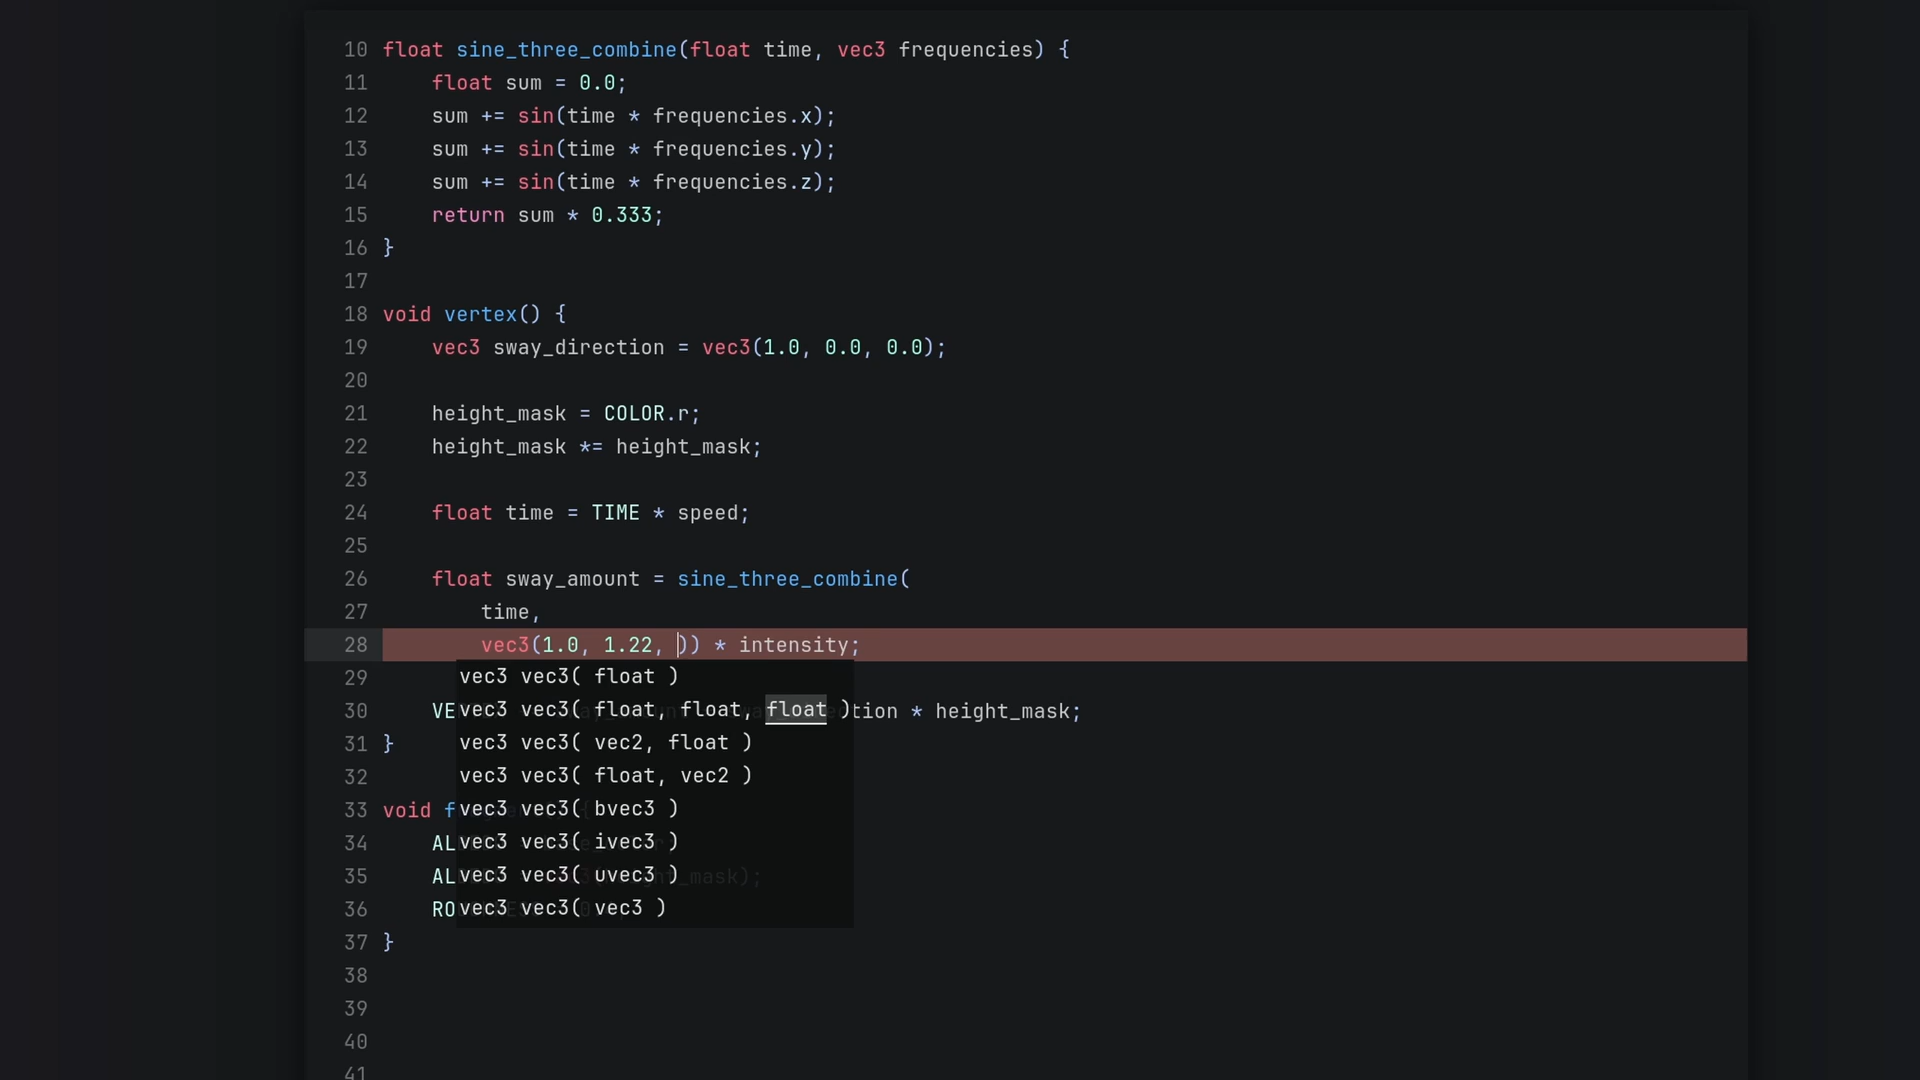 10 float sine_three_combine(float time, vec3 frequencies) {
11 float sum = 0.0;
12 sum += sin(time * frequencies.x);
13 sum += sin(time * frequencies.y);
14 sum += sin(time * frequencies.z);
15 return sum * 0.333;
16 }
17
18 void vertex() {
19 vec3 sway_direction = vec3(1.0, 0.0, 0.0);
20
21 height_mask = COLOR.r;
22 height_mask *= height_mask;
23
24 float time = TIME * speed;
25
26 float sway_amount = sine_three_combine(
27 time,
28 vec3(1.0, 1.22, )) * intensity;
vec3 vec3( float )
29
vec3 vec3( float, float, float )
30 VE ction * height_mask;
vec3 vec3( vec2, float )
31 }
vec3 vec3( float, vec2 )
32
vec3 vec3( bvec3 )
33 void f
vec3 vec3( ivec3 )
34 AL
vec3 vec3( uvec3 )
35 AL ht_mask);
vec3 vec3( vec3 )
36 RO
37 }
38
39
40
41